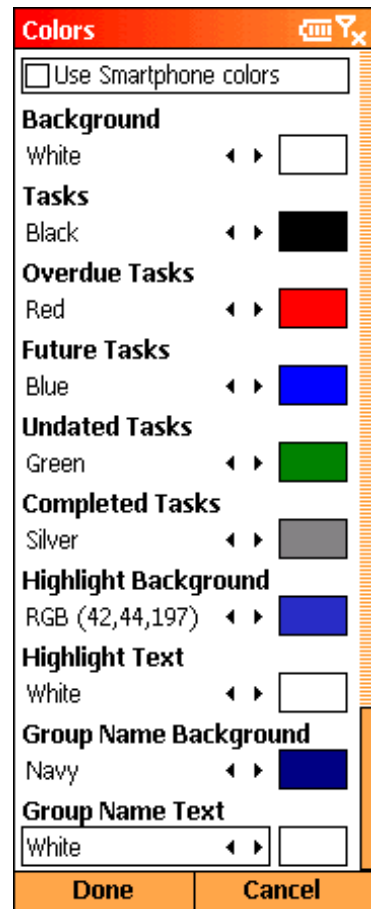 Colors
Use Smartphone colors
Background
White
Tasks
Black
Overdue Tasks
Red
Future Tasks
Blue
Undated Tasks
Green
Completed Tasks
Silver
Highlight Background
RGB (42,44,197)
Highlight Text
White
Group Name Background
Navy
Group Name Text
White
Done Cancel